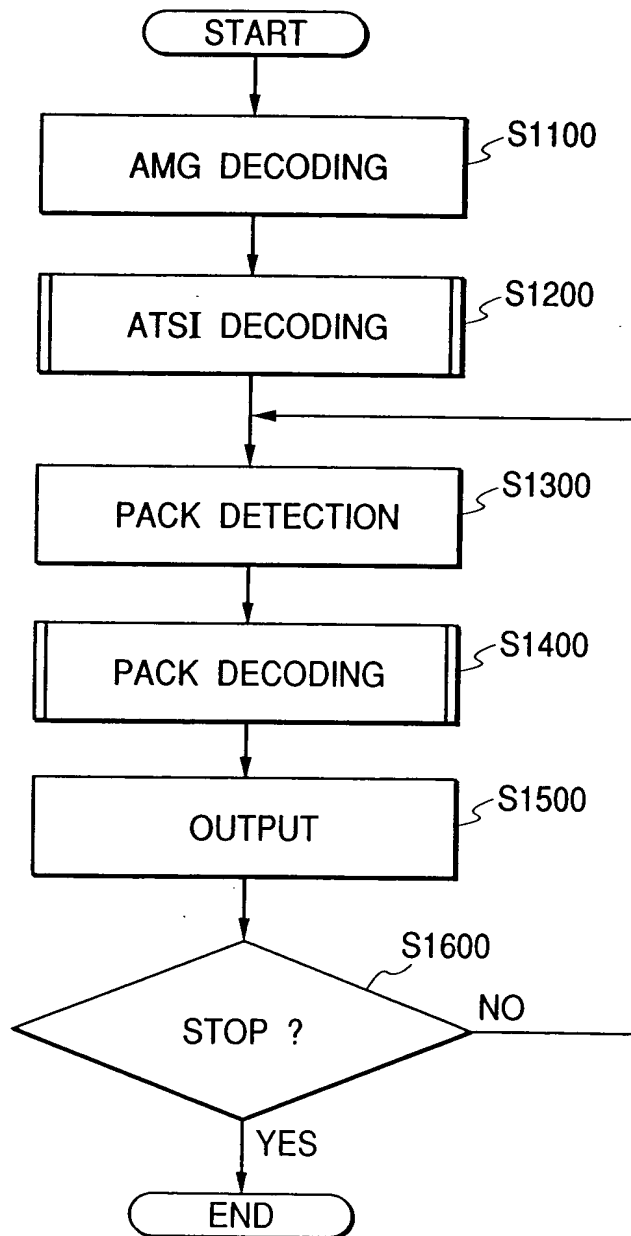 START
AMG DECODING
S1100
ATSI DECODING
S1200
PACK DETECTION
S1300
PACK DECODING
S1400
OUTPUT
S1500
S1600
STOP ?
NO
YES
END